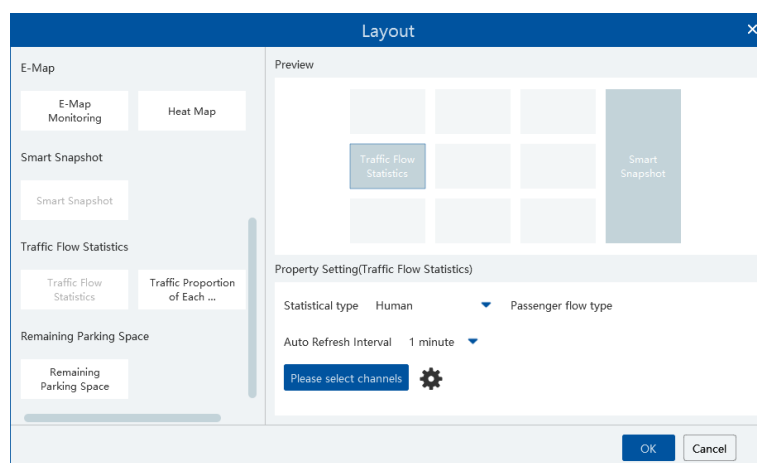 Layout
E-Map
E-Map
Monitoring
Heat Map
Smart Snapshot
Smart Snapshot
Traffic Flow Statistics
Traffic Flow
Statistics
Traffic Proportion
of Each ...
Remaining Parking Space
Remaining
Parking Space
Preview
Traffic Flow
Statistics
Smart
Snapshot
Property Setting(Traffic Flow Statistics)
Statistical type Human Passenger flow type
Auto Refresh Interval 1 minute
Please select channels
OK Cancel